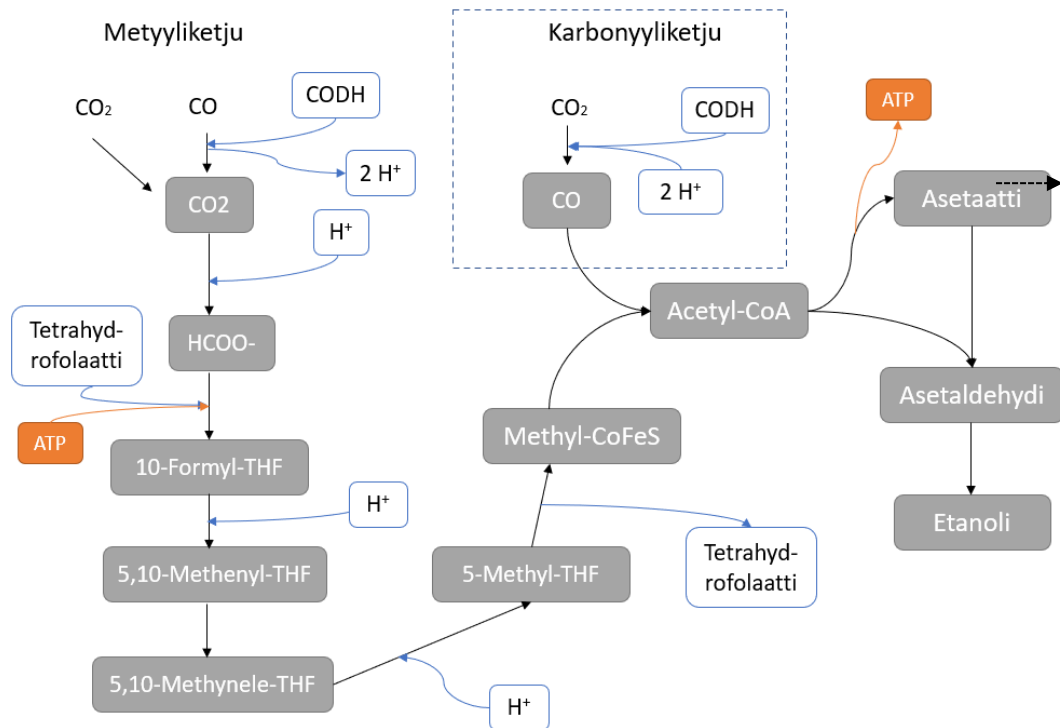 Metyyliketju
CO₂
CO
CODH
2 H⁺
CO2
H⁺
HCOO-
Tetrahyd-
rofolaatti
ATP
10-Formyl-THF
H⁺
5,10-Methenyl-THF
5,10-Methynele-THF
H⁺
5-Methyl-THF
Tetrahyd-
rofolaatti
Methyl-CoFeS
Karbonyyliketju
CO₂
CODH
2 H⁺
CO
Acetyl-CoA
ATP
Asetaatti
Asetaldehydi
Etanoli